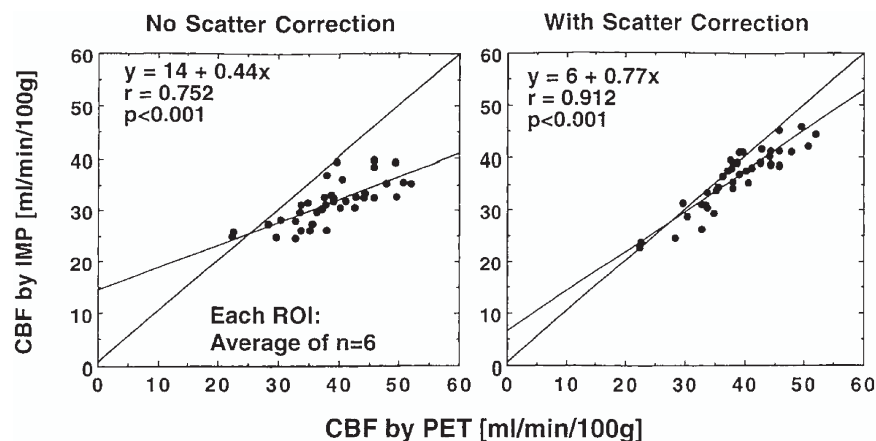 No Scatter Correction
With Scatter Correction
CBF by IMP [ml/min/100g]
60
50
40
30
20
10
0
y = 14 + 0.44x
r = 0.752
p<0.001
Each ROI:
Average of n=6
0 10 20 30 40 50 60
60
50
40
30
20
10
0
y = 6 + 0.77x
r = 0.912
p<0.001
0 10 20 30 40 50 60
CBF by PET [ml/min/100g]